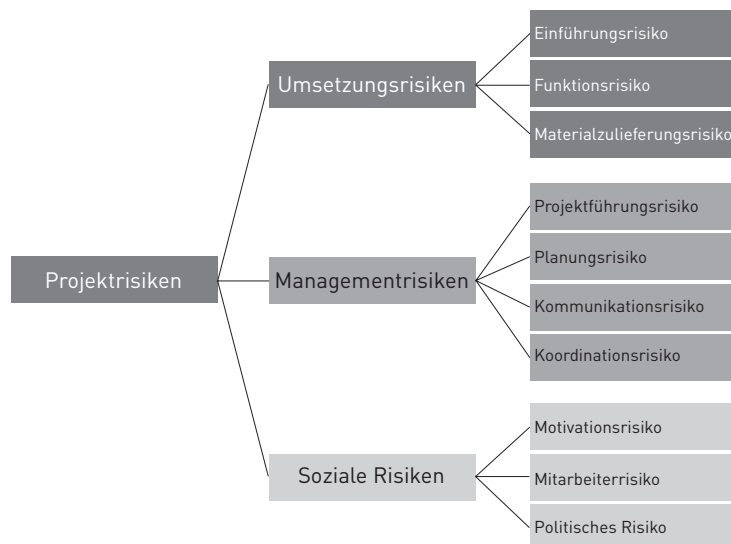 Projektrisiken
Umsetzungsrisiken
Einführungsrisiko
Funktionsrisiko
Materialzulieferungsrisiko
Managementrisiken
Projektführungsrisiko
Planungsrisiko
Kommunikationsrisiko
Koordinationsrisiko
Soziale Risiken
Motivationsrisiko
Mitarbeiterrisiko
Politisches Risiko